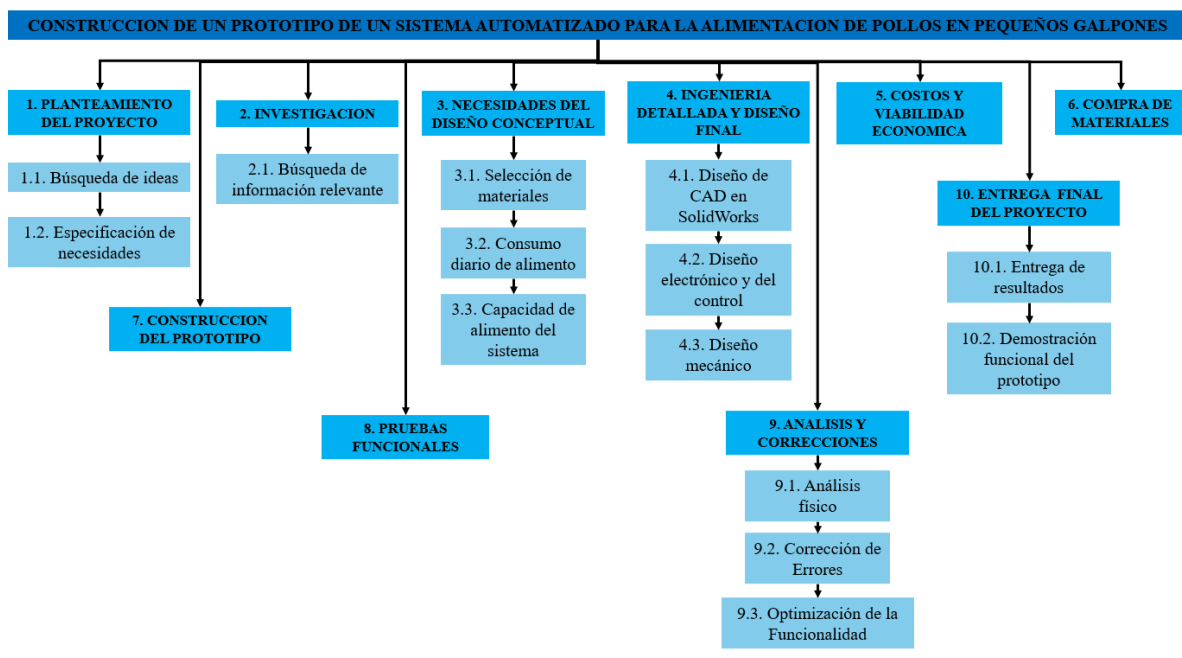 CONSTRUCCION DE UN PROTOTIPO DE UN SISTEMA AUTOMATIZADO PARA LA ALIMENTACION DE POLLOS EN PEQUEÑOS GALPONES
1. PLANTEAMIENTO
DEL PROYECTO
1.1. Búsqueda de ideas
1.2. Especificación de
necesidades
2. INVESTIGACION
2.1. Búsqueda de
información relevante
3. NECESIDADES DEL
DISEÑO CONCEPTUAL
3.1. Selección de
materiales
3.2. Consumo
diario de alimento
3.3. Capacidad de
alimento del
sistema
4. INGENIERIA
DETALLADA Y DISEÑO
FINAL
4.1. Diseño de
CAD en
SolidWorks
4.2. Diseño
electrónico y del
control
4.3. Diseño
mecánico
5. COSTOS Y
VIABILIDAD
ECONOMICA
6. COMPRA DE
MATERIALES
7. CONSTRUCCION
DEL PROTOTIPO
8. PRUEBAS
FUNCIONALES
9. ANALISIS Y
CORRECCIONES
9.1. Análisis
físico
9.2. Corrección de
Errores
9.3. Optimización de la
Funcionalidad
10. ENTREGA FINAL
DEL PROYECTO
10.1. Entrega de
resultados
10.2. Demostración
funcional del
prototipo